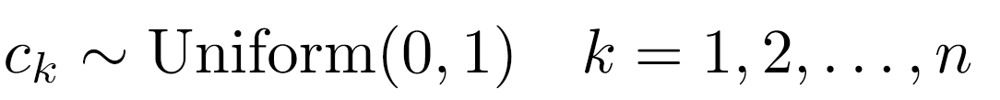 c_k ∼ Uniform(0, 1)   k = 1, 2, . . . , n